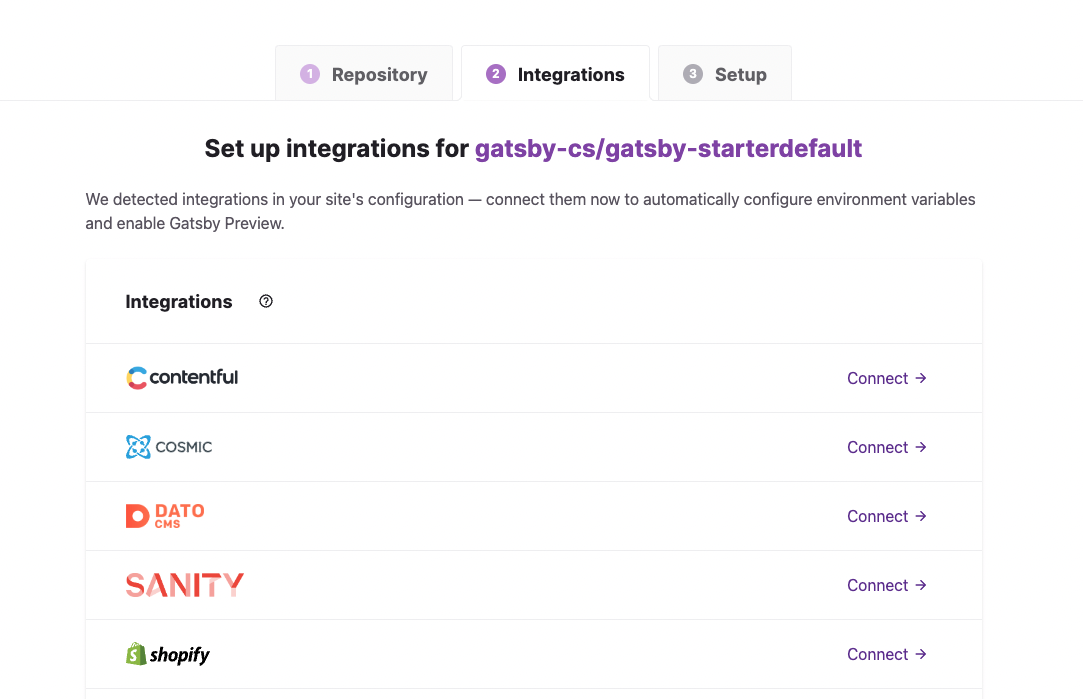 1 Repository
2 Integrations
3 Setup
Set up integrations for gatsby-cs/gatsby-starterdefault
We detected integrations in your site's configuration — connect them now to automatically configure environment variables
and enable Gatsby Preview.
Integrations ?
contentful Connect →
COSMIC Connect →
DATO
CMS Connect →
SANITY Connect →
shopify Connect →